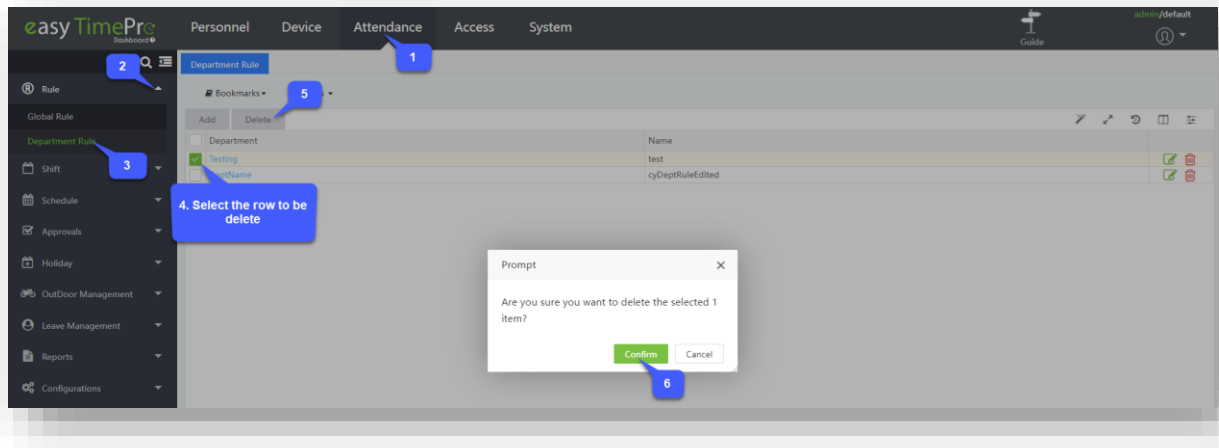 easy TimePro
Dashboard
Personnel
Device
Attendance
Access
System
Guide
admin/default
1
2
Department Rule
Rule
Bookmarks
5
Global Rule
Add
Delete
Department Rule
Department
Name
3
Testing
test
Shift
DeptName
cyDeptRuleEdited
Schedule
4. Select the row to be
delete
Approvals
Holiday
Prompt
Are you sure you want to delete the selected 1
item?
OutDoor Management
Leave Management
Reports
Confirm
Cancel
6
Configurations